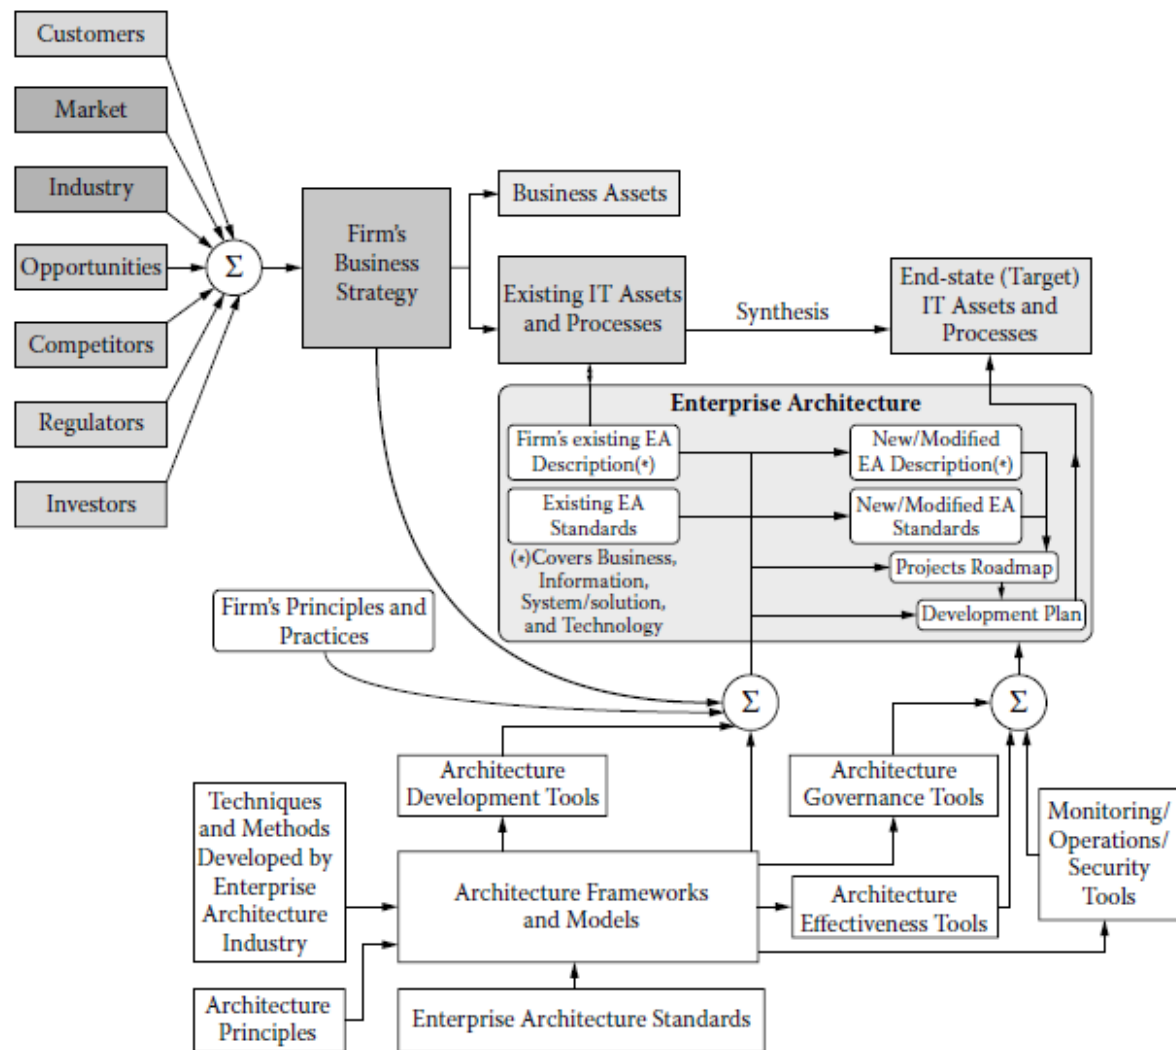 Customers
Market
Industry
Opportunities
Competitors
Regulators
Investors
Σ
Firm's
Business
Strategy
Business Assets
Existing IT Assets
and Processes
Synthesis
End-state (Target)
IT Assets and
Processes
Enterprise Architecture
Firm's existing EA
Description(*)
New/Modified
EA Description(*)
Existing EA
Standards
New/Modified EA
Standards
(*)Covers Business,
Information,
System/solution,
and Technology
Projects Roadmap
Development Plan
Firm's Principles and
Practices
Σ
Σ
Architecture
Development Tools
Architecture
Governance Tools
Techniques
and Methods
Developed by
Enterprise
Architecture
Industry
Monitoring/
Operations/
Security
Tools
Architecture Frameworks
and Models
Architecture
Effectiveness Tools
Architecture
Principles
Enterprise Architecture Standards